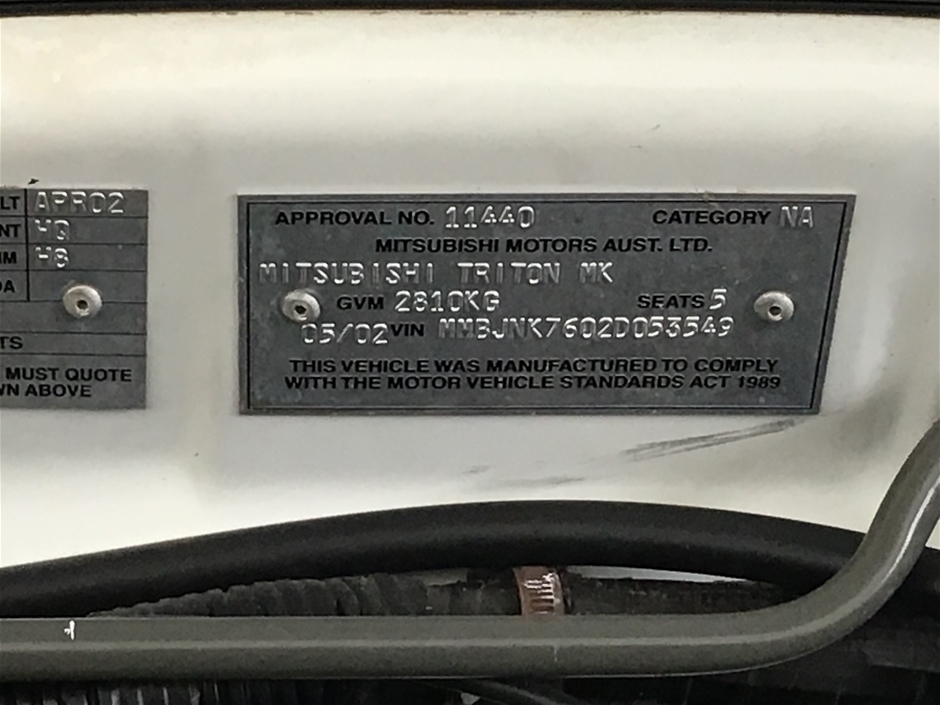 LT APR02
NT HQ
IM H8
DA
TS
MUST QUOTE
WN ABOVE
APPROVAL NO. 11440 CATEGORY NA
MITSUBISHI MOTORS AUST. LTD.
MITSUBISHI TRITON MK
GVM 2810KG SEATS 5
05/02 VIN MMBJNK7602D053549
THIS VEHICLE WAS MANUFACTURED TO COMPLY
WITH THE MOTOR VEHICLE STANDARDS ACT 1989